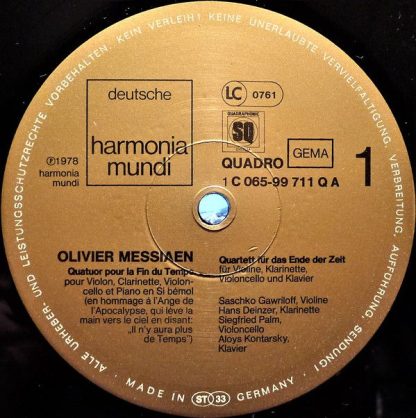 ALLE URHEBER- UND LEISTUNGSSCHUTZRECHTE VORBEHALTEN. KEIN VERLEIH! KEINE UNERLAUBTE VERVIELFÄLTIGUNG, VERBREITUNG, AUFFÜHRUNG, SENDUNG!
deutsche
harmonia
mundi
LC 0761
QUADRAPHONIC
SQ
QUADRO GEMA
1 C 065-99 711 Q A
1
℗1978
harmonia
mundi
OLIVIER MESSIAEN
Quatuor pour la Fin du Temps
pour Violon, Clarinette, Violon-
cello et Piano en Si bémol
(en hommage à l'Ange de
l'Apocalypse, qui lève la
main vers le ciel en disant:
„Il n'y aura plus
de Temps")
Quartett für das Ende der Zeit
für Violine, Klarinette,
Violoncello und Klavier
Saschko Gawriloff, Violine
Hans Deinzer, Klarinette
Siegfried Palm,
Violoncello
Aloys Kontarsky,
Klavier
MADE IN ST 33 GERMANY